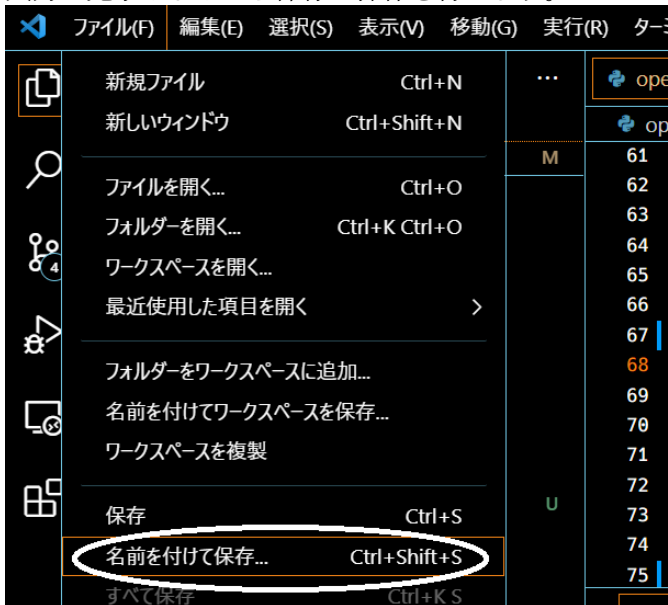 ファイル(F) 編集(E) 選択(S) 表示(V) 移動(G) 実行(R)
新規ファイル Ctrl+N
新しいウィンドウ Ctrl+Shift+N
ファイルを開く... Ctrl+O
フォルダーを開く... Ctrl+K Ctrl+O
ワークスペースを開く...
最近使用した項目を開く
フォルダーをワークスペースに追加...
名前を付けてワークスペースを保存...
ワークスペースを複製
保存 Ctrl+S
名前を付けて保存... Ctrl+Shift+S
すべて保存 Ctrl+K S
4
...
M
U
ope
op
61
62
63
64
65
66
67
68
69
70
71
72
73
74
75